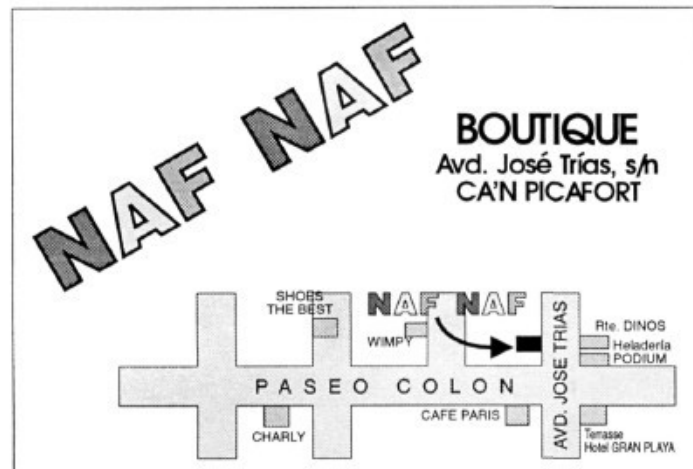 NAF NAF
BOUTIQUE
Avd. José Trías, s/n
CA'N PICAFORT
SHOPS
THE BEST
NAF NAF
WIMPY
AVD. JOSE TRIAS
Rte. DINOS
Heladería
PODIUM
PASEO COLON
CHARLY
CAFE PARIS
Terrasse
Hotel GRAN PLAYA